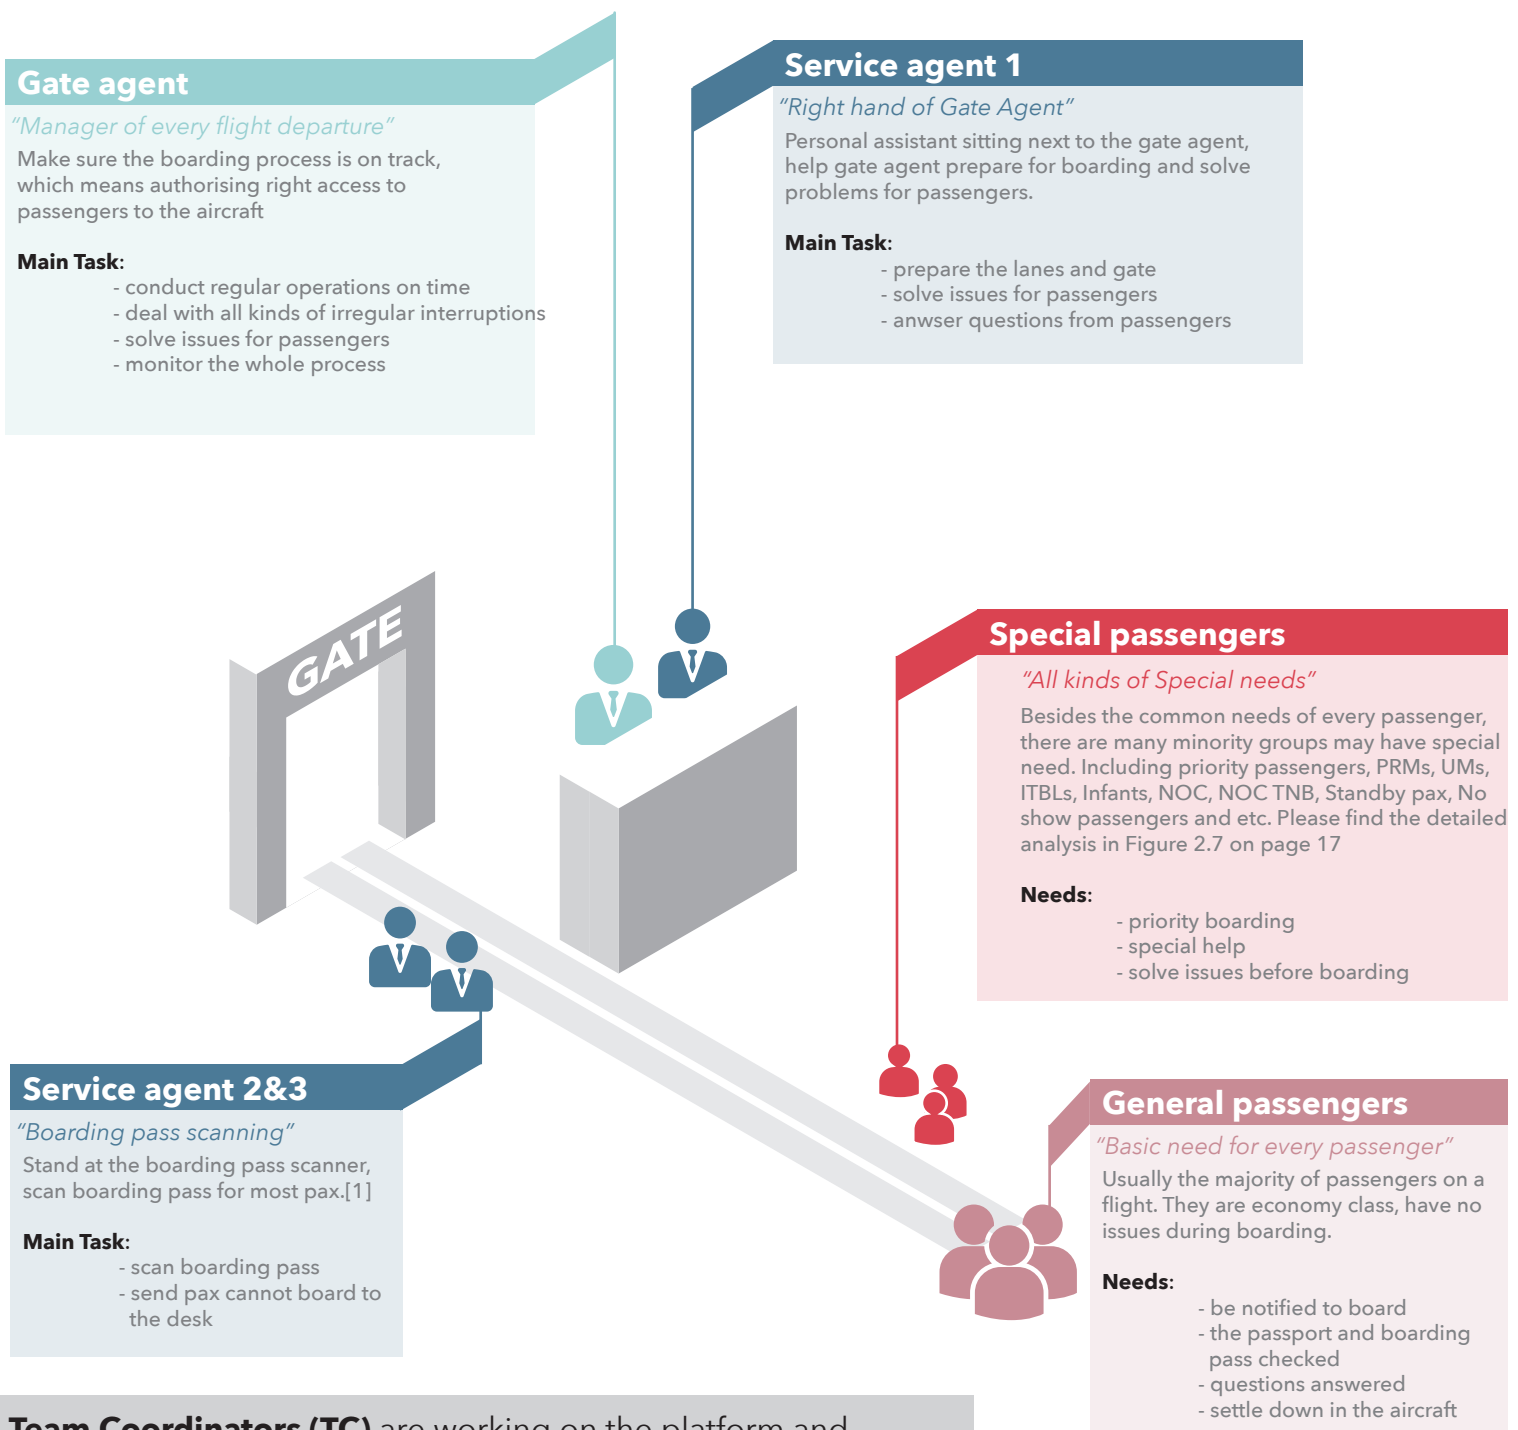 Gate agent
“Manager of every flight departure”
Make sure the boarding process is on track,
which means authorising right access to
passengers to the aircraft
Main Task:
- conduct regular operations on time
- deal with all kinds of irregular interruptions
- solve issues for passengers
- monitor the whole process
Service agent 1
“Right hand of Gate Agent”
Personal assistant sitting next to the gate agent,
help gate agent prepare for boarding and solve
problems for passengers.
Main Task:
- prepare the lanes and gate
- solve issues for passengers
- anwser questions from passengers
GATE
Special passengers
“All kinds of Special needs”
Besides the common needs of every passenger,
there are many minority groups may have special
need. Including priority passengers, PRMs, UMs,
ITBLs, Infants, NOC, NOC TNB, Standby pax, No
show passengers and etc. Please find the detailed
analysis in Figure 2.7 on page 17
Needs:
- priority boarding
- special help
- solve issues before boarding
Service agent 2&3
“Boarding pass scanning”
Stand at the boarding pass scanner,
scan boarding pass for most pax.[1]
Main Task:
- scan boarding pass
- send pax cannot board to
the desk
General passengers
“Basic need for every passenger”
Usually the majority of passengers on a
flight. They are economy class, have no
issues during boarding.
Needs:
- be notified to board
- the passport and boarding
pass checked
- questions answered
- settle down in the aircraft
Team Coordinators (TC) are working on the platform and